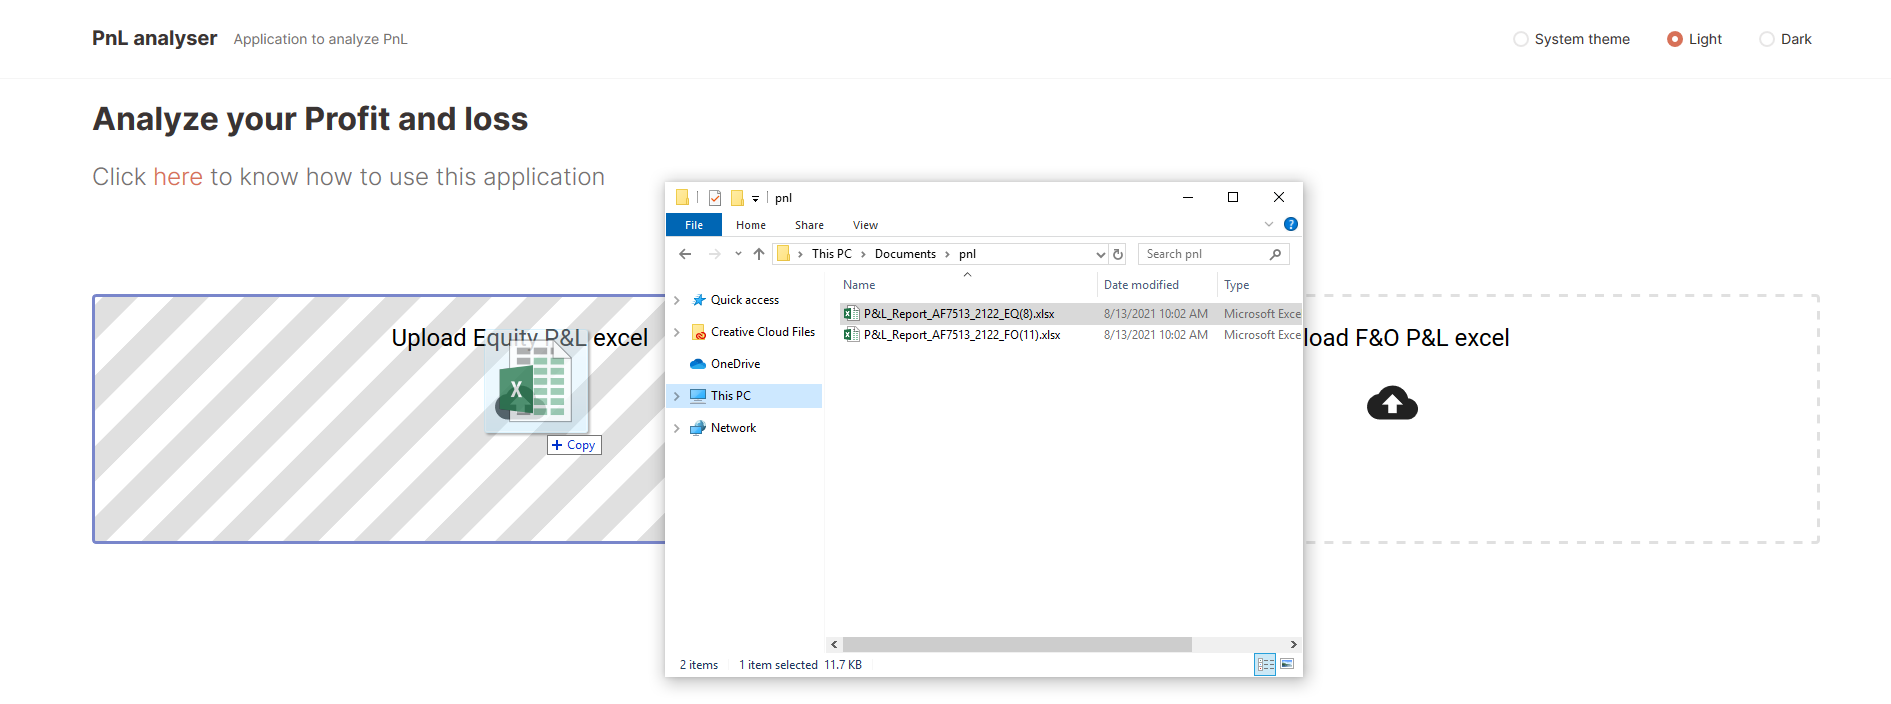 PnL analyser Application to analyze PnL System theme Light Dark
Analyze your Profit and loss
Click here to know how to use this application
pnl
File Home Share View ?
This PC Documents pnl Search pnl
Name Date modified Type
Quick access
Creative Cloud Files
OneDrive
This PC
Network
P&L_Report_AF7513_2122_EQ(8).xlsx 8/13/2021 10:02 AM Microsoft Exce
P&L_Report_AF7513_2122_FO(11).xlsx 8/13/2021 10:02 AM Microsoft Exce
2 items 1 item selected 11.7 KB
Upload Equity P&L excel
X
+ Copy
load F&O P&L excel